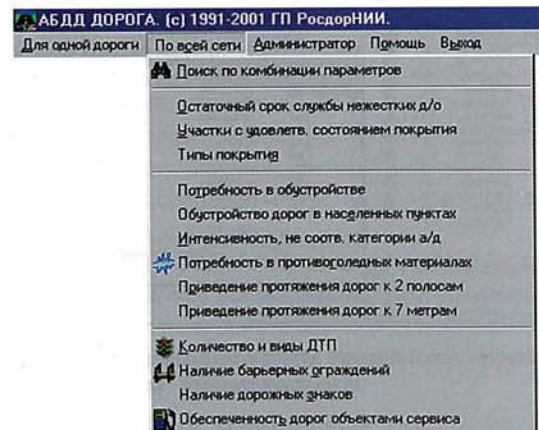 АБДД ДОРОГА. (c) 1991-2001 ГП РосдорНИИ.
Для одной дороги По всей сети Администратор Помощь Выход
Поиск по комбинации параметров
Остаточный срок службы нежестких д/о
Участки с удовлетв. состоянием покрытия
Типы покрытия
Потребность в обустройстве
Обустройство дорог в населенных пунктах
Интенсивность, не соотв. категории а/д
Потребность в противогололедных материалах
Приведение протяжения дорог к 2 полосам
Приведение протяжения дорог к 7 метрам
Количество и виды ДТП
Наличие барьерных ограждений
Наличие дорожных знаков
Обеспеченность дорог объектами сервиса